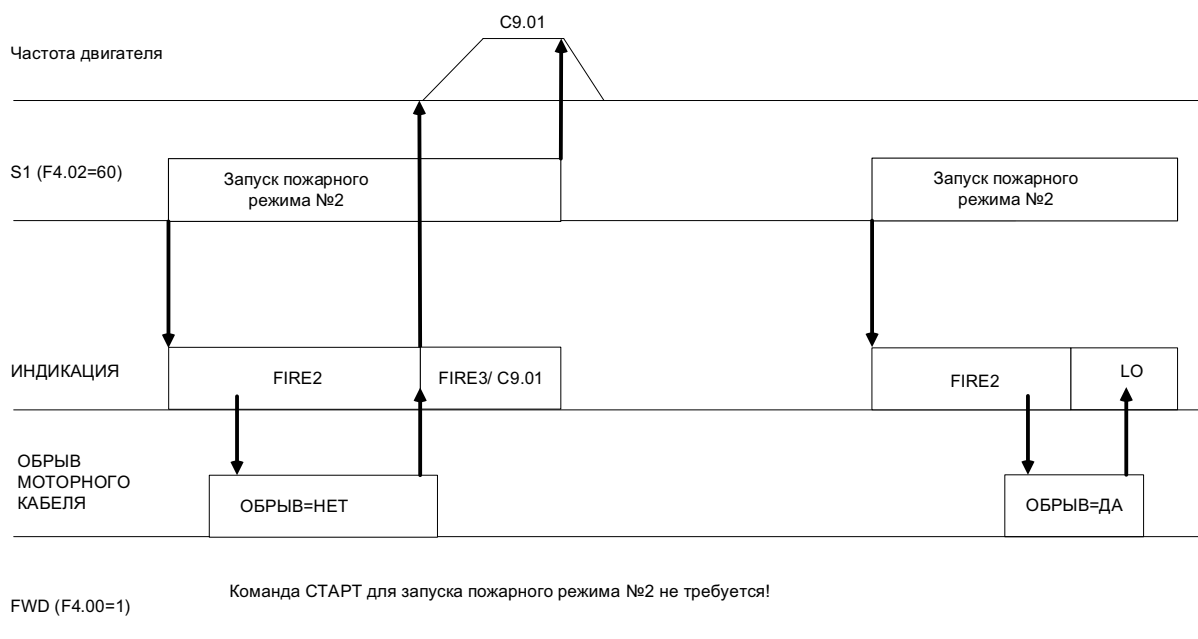 C9.01
Частота двигателя
S1 (F4.02=60)
Запуск пожарного
режима №2
Запуск пожарного
режима №2
ИНДИКАЦИЯ
FIRE2
FIRE3/ C9.01
FIRE2
LO
ОБРЫВ
МОТОРНОГО
КАБЕЛЯ
ОБРЫВ=НЕТ
ОБРЫВ=ДА
Команда СТАРТ для запуска пожарного режима №2 не требуется!
FWD (F4.00=1)